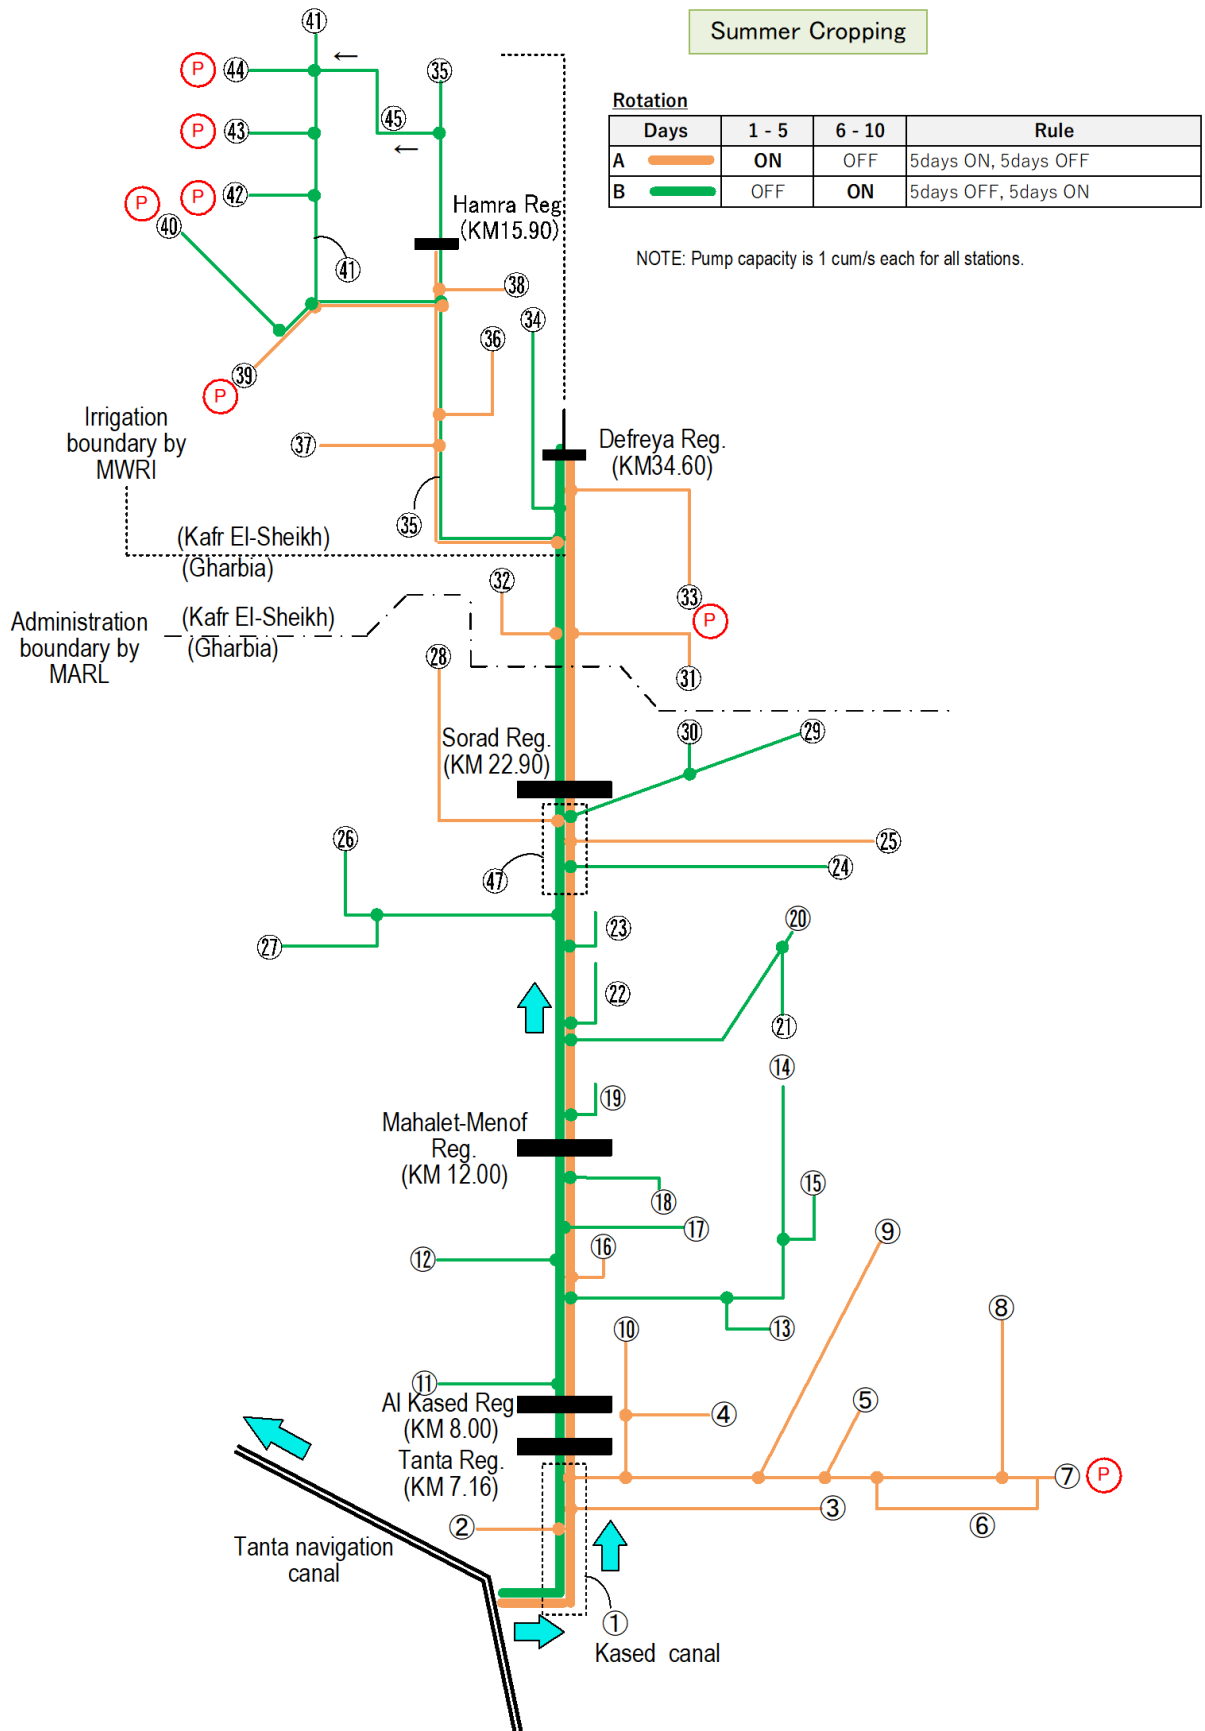 Summer Cropping
Rotation
Days 1 - 5 6 - 10 Rule
A ON OFF 5days ON, 5days OFF
B OFF ON 5days OFF, 5days ON
NOTE: Pump capacity is 1 cum/s each for all stations.
41
←
P 44
35
45
←
P 43
P P 42
40
Hamra Reg
(KM15.90)
41
38
34
36
39
P
Irrigation
boundary by
MWRI
37
Defreya Reg.
(KM34.60)
35
(Kafr El-Sheikh)
(Gharbia)
32
33
P
(Kafr El-Sheikh)
(Gharbia)
Administration
boundary by
MARL
28
31
30
29
Sorad Reg.
(KM 22.90)
26
25
47
24
23
20
27
22
21
14
19
Mahalet-Menof
Reg.
(KM 12.00)
15
18
17
9
16
12
8
10
13
11
Al Kased Reg
(KM 8.00)
4
5
Tanta Reg.
(KM 7.16)
7 P
3
2
6
Tanta navigation
canal
1
Kased canal